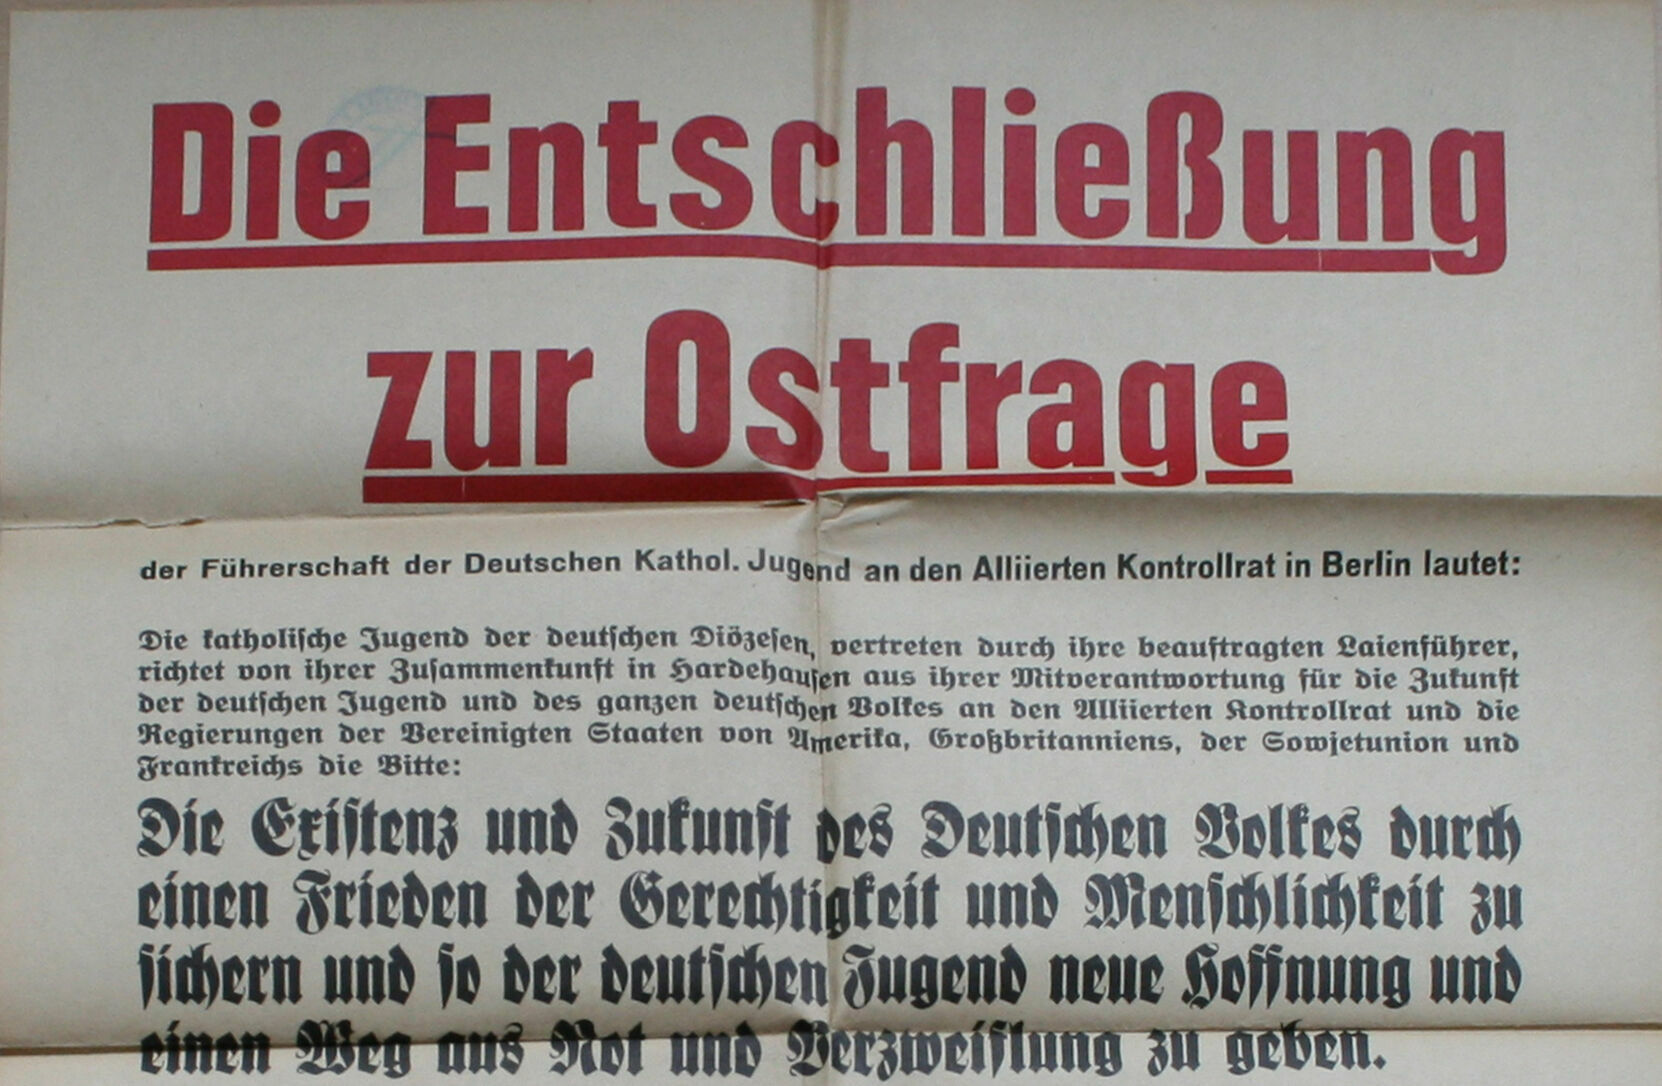 Die Entschließung
zur Ostfrage
der Führerschaft der Deutschen Kathol. Jugend an den Alliierten Kontrollrat in Berlin lautet:
Die katholische Jugend der deutschen Diözesen, vertreten durch ihre beauftragten Laienführer,
richtet von ihrer Zusammenkunft in Hardehausen aus ihrer Mitverantwortung für die Zukunft
der deutschen Jugend und des ganzen deutschen Volkes an den Alliierten Kontrollrat und die
Regierungen der Vereinigten Staaten von Amerika, Großbritanniens, der Sowjetunion und
Frankreichs die Bitte:
Die Existenz und Zukunft des Deutschen Volkes durch
einen Frieden der Gerechtigkeit und Menschlichkeit zu
sichern und so der deutschen Jugend neue Hoffnung und
einen Weg aus Not und Verzweiflung zu geben.